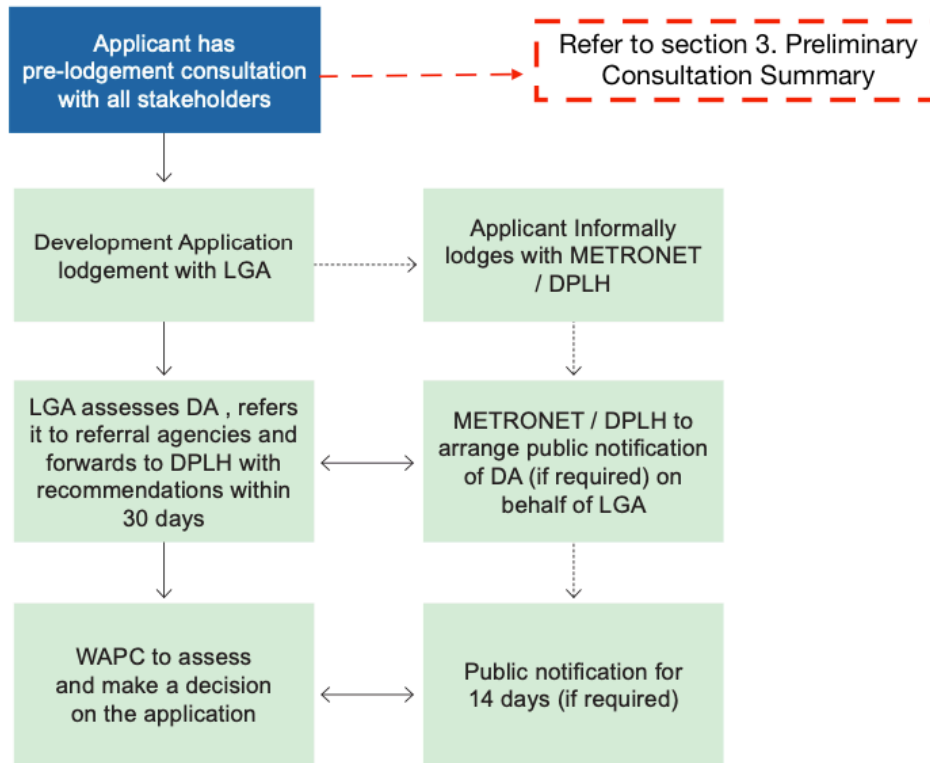 Applicant has
pre-lodgement consultation
with all stakeholders
Refer to section 3. Preliminary
Consultation Summary
Development Application
lodgement with LGA
Applicant Informally
lodges with METRONET
/ DPLH
LGA assesses DA , refers
it to referral agencies and
forwards to DPLH with
recommendations within
30 days
METRONET / DPLH to
arrange public notification
of DA (if required) on
behalf of LGA
WAPC to assess
and make a decision
on the application
Public notification for
14 days (if required)